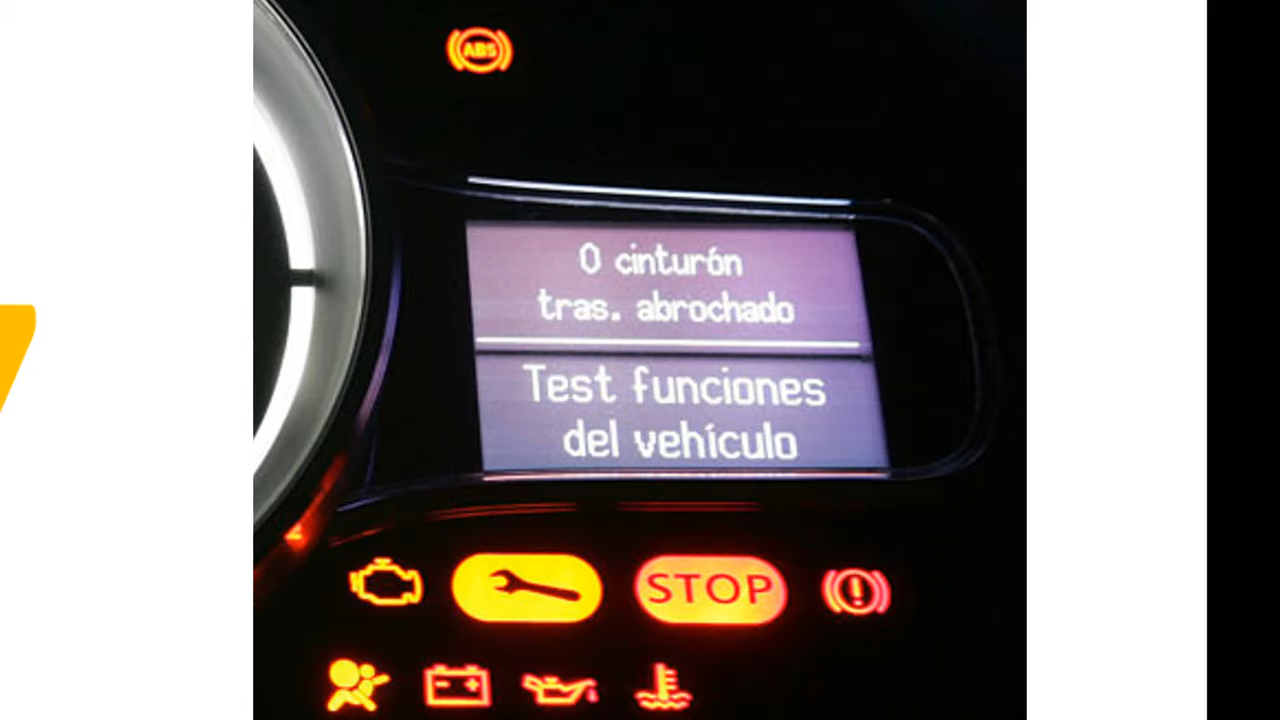 ABS
0 cinturón
tras. abrochado
Test funciones
del vehículo
STOP